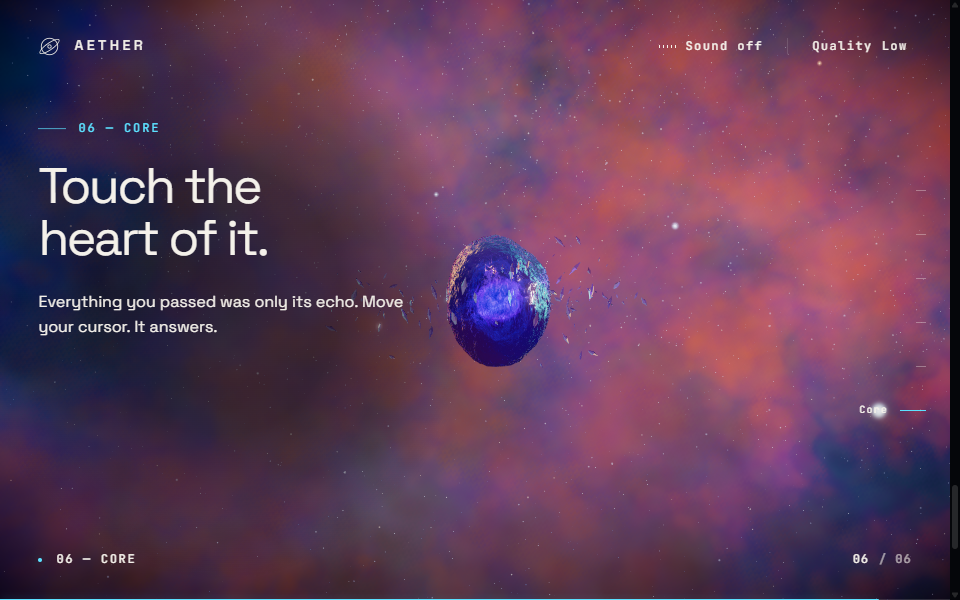 AETHER
Sound off
Quality Low
06 — CORE
Touch the
heart of it.
Everything you passed was only its echo. Move
your cursor. It answers.
Core
06 — CORE
06 / 06